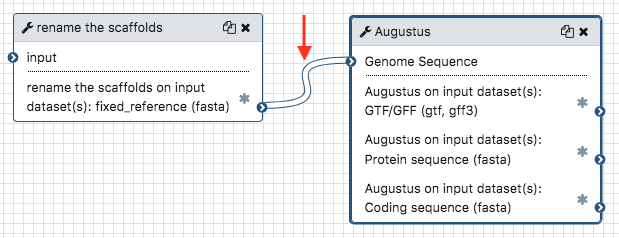 rename the scaffolds
input
rename the scaffolds on input
dataset(s): fixed_reference (fasta)
Augustus
Genome Sequence
Augustus on input dataset(s):
GTF/GFF (gtf, gff3)
Augustus on input dataset(s):
Protein sequence (fasta)
Augustus on input dataset(s):
Coding sequence (fasta)